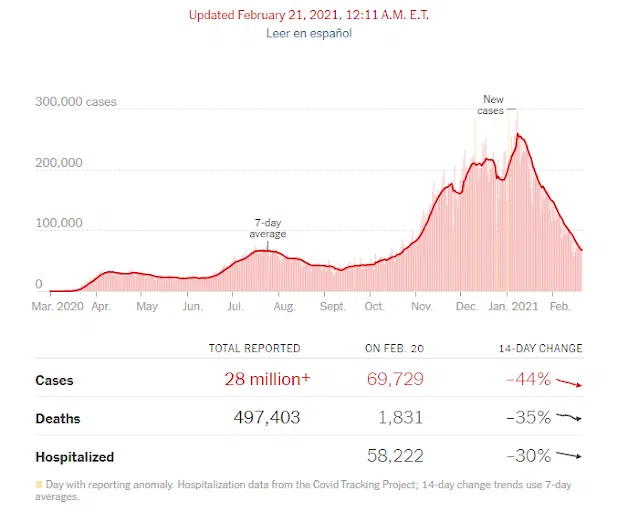 Updated February 21, 2021, 12:11 A.M. E.T.
Leer en español
300,000 cases
New
cases
200,000
7-day
average
100,000
0
Mar. 2020 Apr. May Jun. Jul. Aug. Sept. Oct. Nov. Dec. Jan. 2021 Feb.
TOTAL REPORTED ON FEB. 20 14-DAY CHANGE
Cases 28 million+ 69,729 –44%
Deaths 497,403 1,831 –35%
Hospitalized 58,222 –30%
Day with reporting anomaly. Hospitalization data from the Covid Tracking Project; 14-day change trends use 7-day
averages.